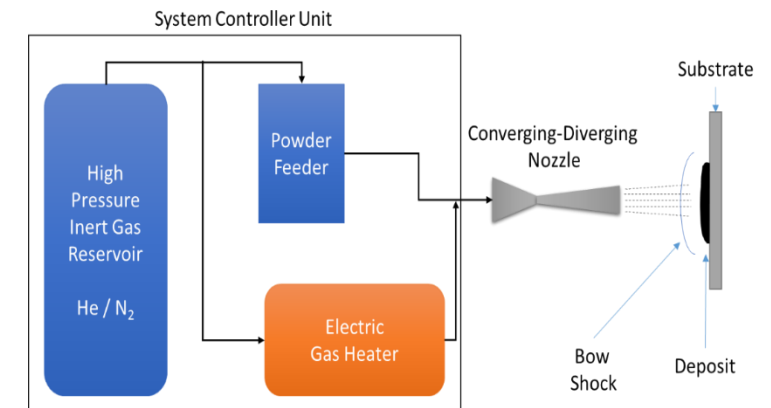 System Controller Unit
High
Pressure
Inert Gas
Reservoir
He / N₂
Powder
Feeder
Electric
Gas Heater
Converging-Diverging
Nozzle
Substrate
Bow
Shock
Deposit